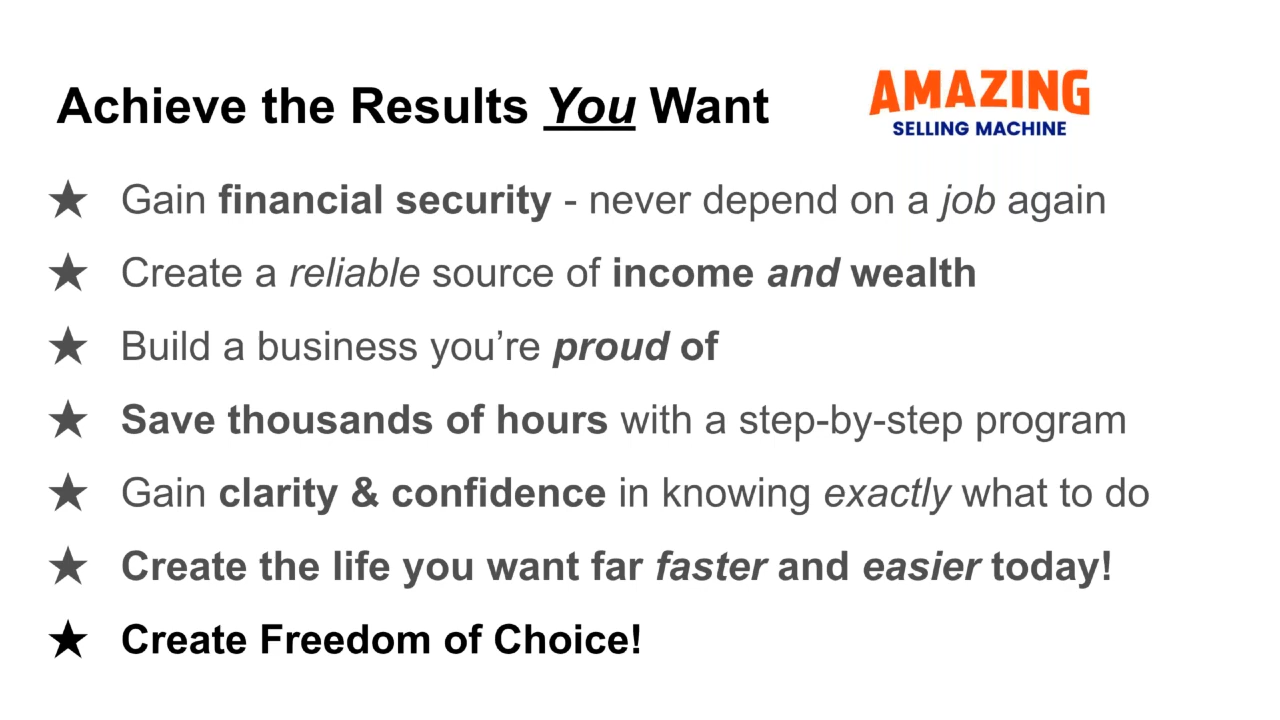 Achieve the Results You Want
AMAZING
SELLING MACHINE
★ Gain financial security - never depend on a job again
★ Create a reliable source of income and wealth
★ Build a business you’re proud of
★ Save thousands of hours with a step-by-step program
★ Gain clarity & confidence in knowing exactly what to do
★ Create the life you want far faster and easier today!
★ Create Freedom of Choice!